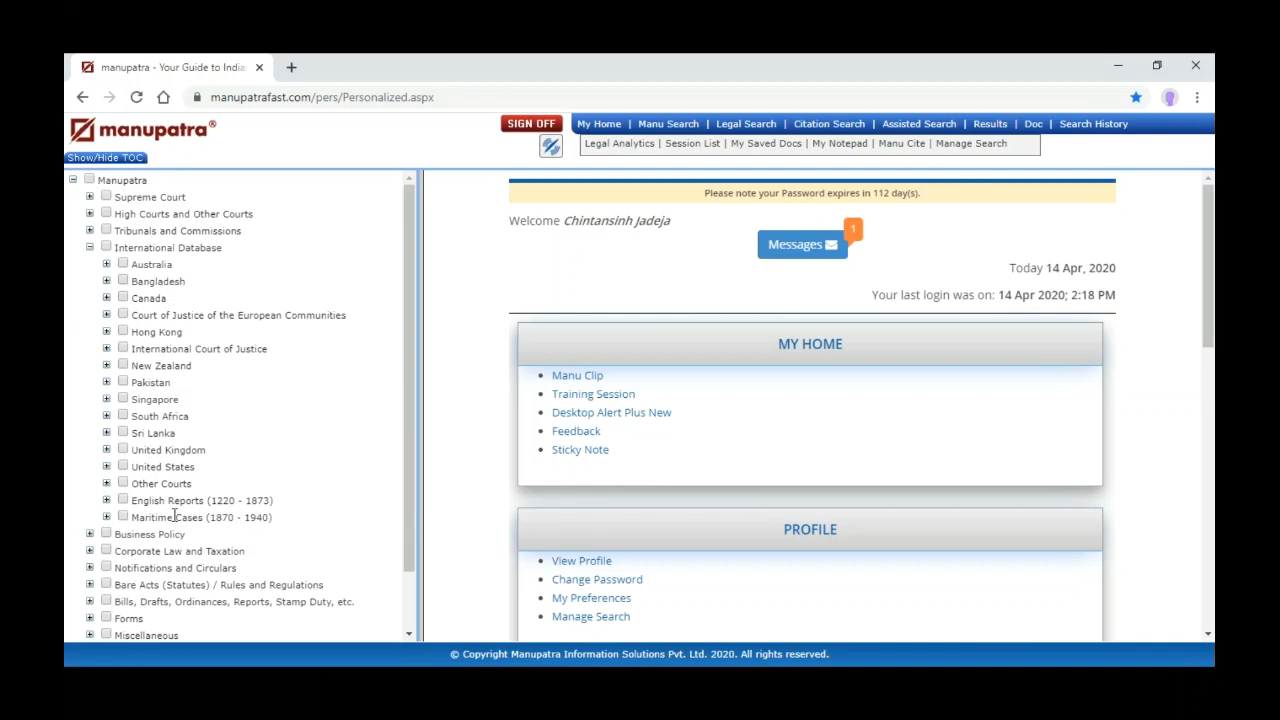 manupatra - Your Guide to India
manupatrafast.com/pers/Personalized.aspx
manupatra®
SIGN OFF
My Home | Manu Search | Legal Search | Citation Search | Assisted Search | Results | Doc | Search History
Legal Analytics | Session List | My Saved Docs | My Notepad | Manu Cite | Manage Search
Show/Hide TOC
Manupatra
Supreme Court
High Courts and Other Courts
Tribunals and Commissions
International Database
Australia
Bangladesh
Canada
Court of Justice of the European Communities
Hong Kong
International Court of Justice
New Zealand
Pakistan
Singapore
South Africa
Sri Lanka
United Kingdom
United States
Other Courts
English Reports (1220 - 1873)
Maritime Cases (1870 - 1940)
Business Policy
Corporate Law and Taxation
Notifications and Circulars
Bare Acts (Statutes) / Rules and Regulations
Bills, Drafts, Ordinances, Reports, Stamp Duty, etc.
Forms
Miscellaneous
Please note your Password expires in 112 day(s).
Welcome Chintansinh Jadeja
Messages 1
Today 14 Apr, 2020
Your last login was on: 14 Apr 2020; 2:18 PM
MY HOME
Manu Clip
Training Session
Desktop Alert Plus New
Feedback
Sticky Note
PROFILE
View Profile
Change Password
My Preferences
Manage Search
© Copyright Manupatra Information Solutions Pvt. Ltd. 2020. All rights reserved.